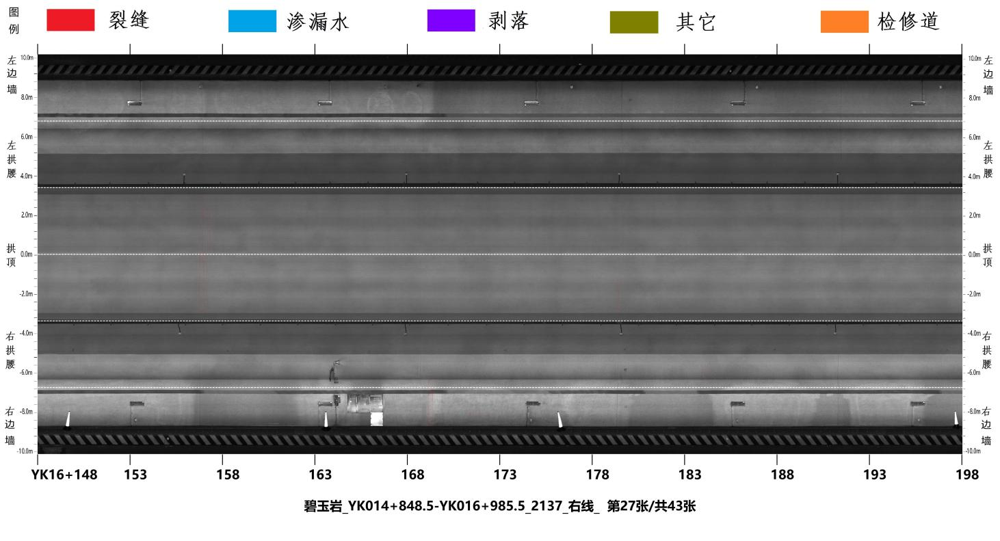 图例 裂缝 渗漏水 剥落 其它 检修道
左边墙 10.0m 10.0m 左边墙
8.0m 8.0m
6.0m 6.0m
左拱腰 左拱腰
4.0m 4.0m
2.0m 2.0m
拱顶 0.0m 0.0m 拱顶
-2.0m -2.0m
-4.0m -4.0m
右拱腰 右拱腰
-6.0m -6.0m
右边墙 -8.0m -8.0m 右边墙
-10.0m -10.0m
YK16+148 153 158 163 168 173 178 183 188 193 198
碧玉岩_YK014+848.5-YK016+985.5_2137_右线_ 第27张/共43张